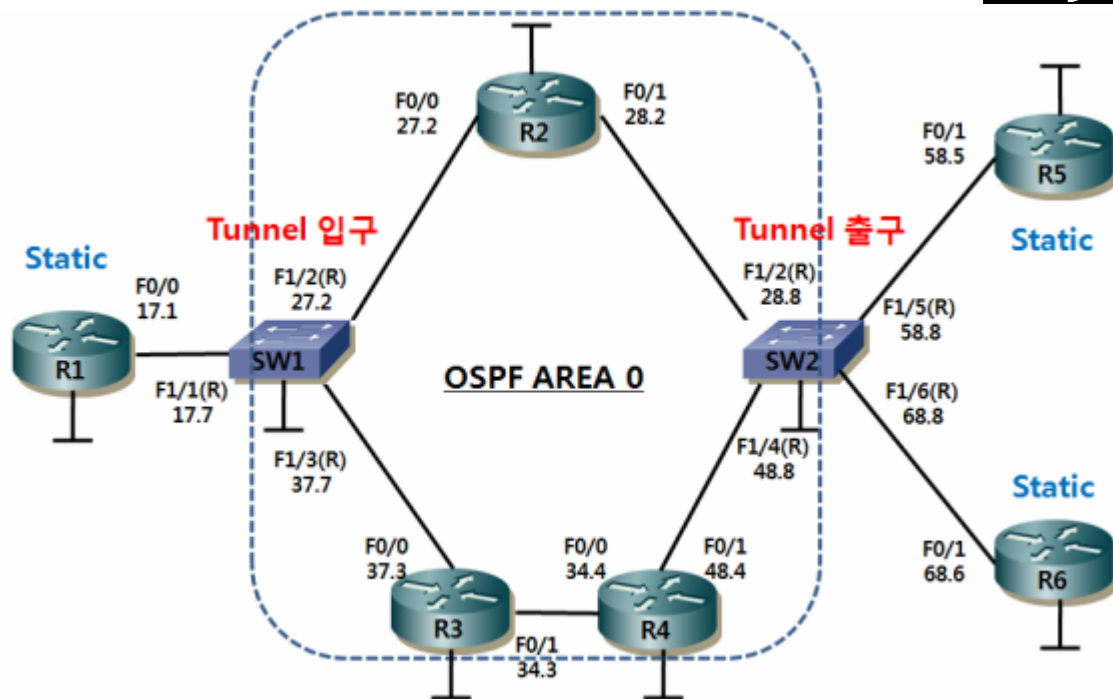 F0/0
27.2
R2
F0/1
28.2
F0/1
58.5
R5
Static
Tunnel 입구
Tunnel 출구
Static
F0/0
17.1
F1/2(R)
27.2
F1/2(R)
28.8
F1/5(R)
58.8
R1
SW1
OSPF AREA 0
SW2
F1/1(R)
17.7
F1/6(R)
68.8
F1/3(R)
37.7
F1/4(R)
48.8
Static
F0/0
37.3
F0/0
34.4
F0/1
48.4
F0/1
68.6
R6
R3
R4
F0/1
34.3